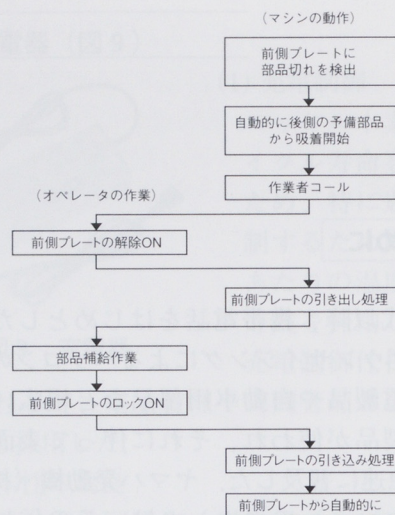 （マシンの動作）
前側プレートに
部品切れを検出
自動的に後側の予備部品
から吸着開始
作業者コール
（オペレータの作業）
前側プレートの解除ON
前側プレートの引き出し処理
部品補給作業
前側プレートのロックON
前側プレートの引き込み処理
前側プレートから自動的に